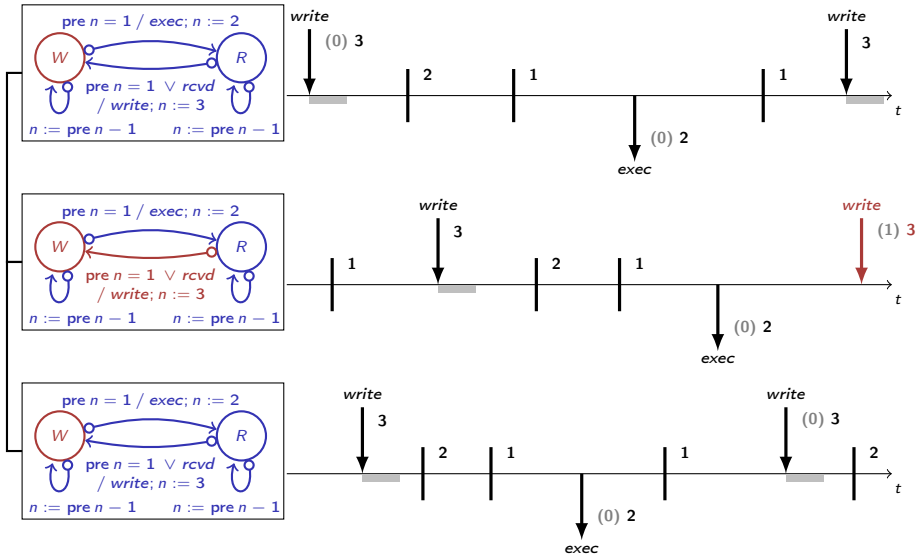 pre n = 1 / exec; n := 2
W
R
pre n = 1 ∨ rcvd
/ write; n := 3
n := pre n − 1
n := pre n − 1
write
(0) 3
2
1
(0) 2
exec
1
write
3
t
pre n = 1 / exec; n := 2
W
R
pre n = 1 ∨ rcvd
/ write; n := 3
n := pre n − 1
n := pre n − 1
1
write
3
2
1
(0) 2
exec
write
(1) 3
t
pre n = 1 / exec; n := 2
W
R
pre n = 1 ∨ rcvd
/ write; n := 3
n := pre n − 1
n := pre n − 1
write
3
2
1
(0) 2
exec
1
write
(0) 3
2
t